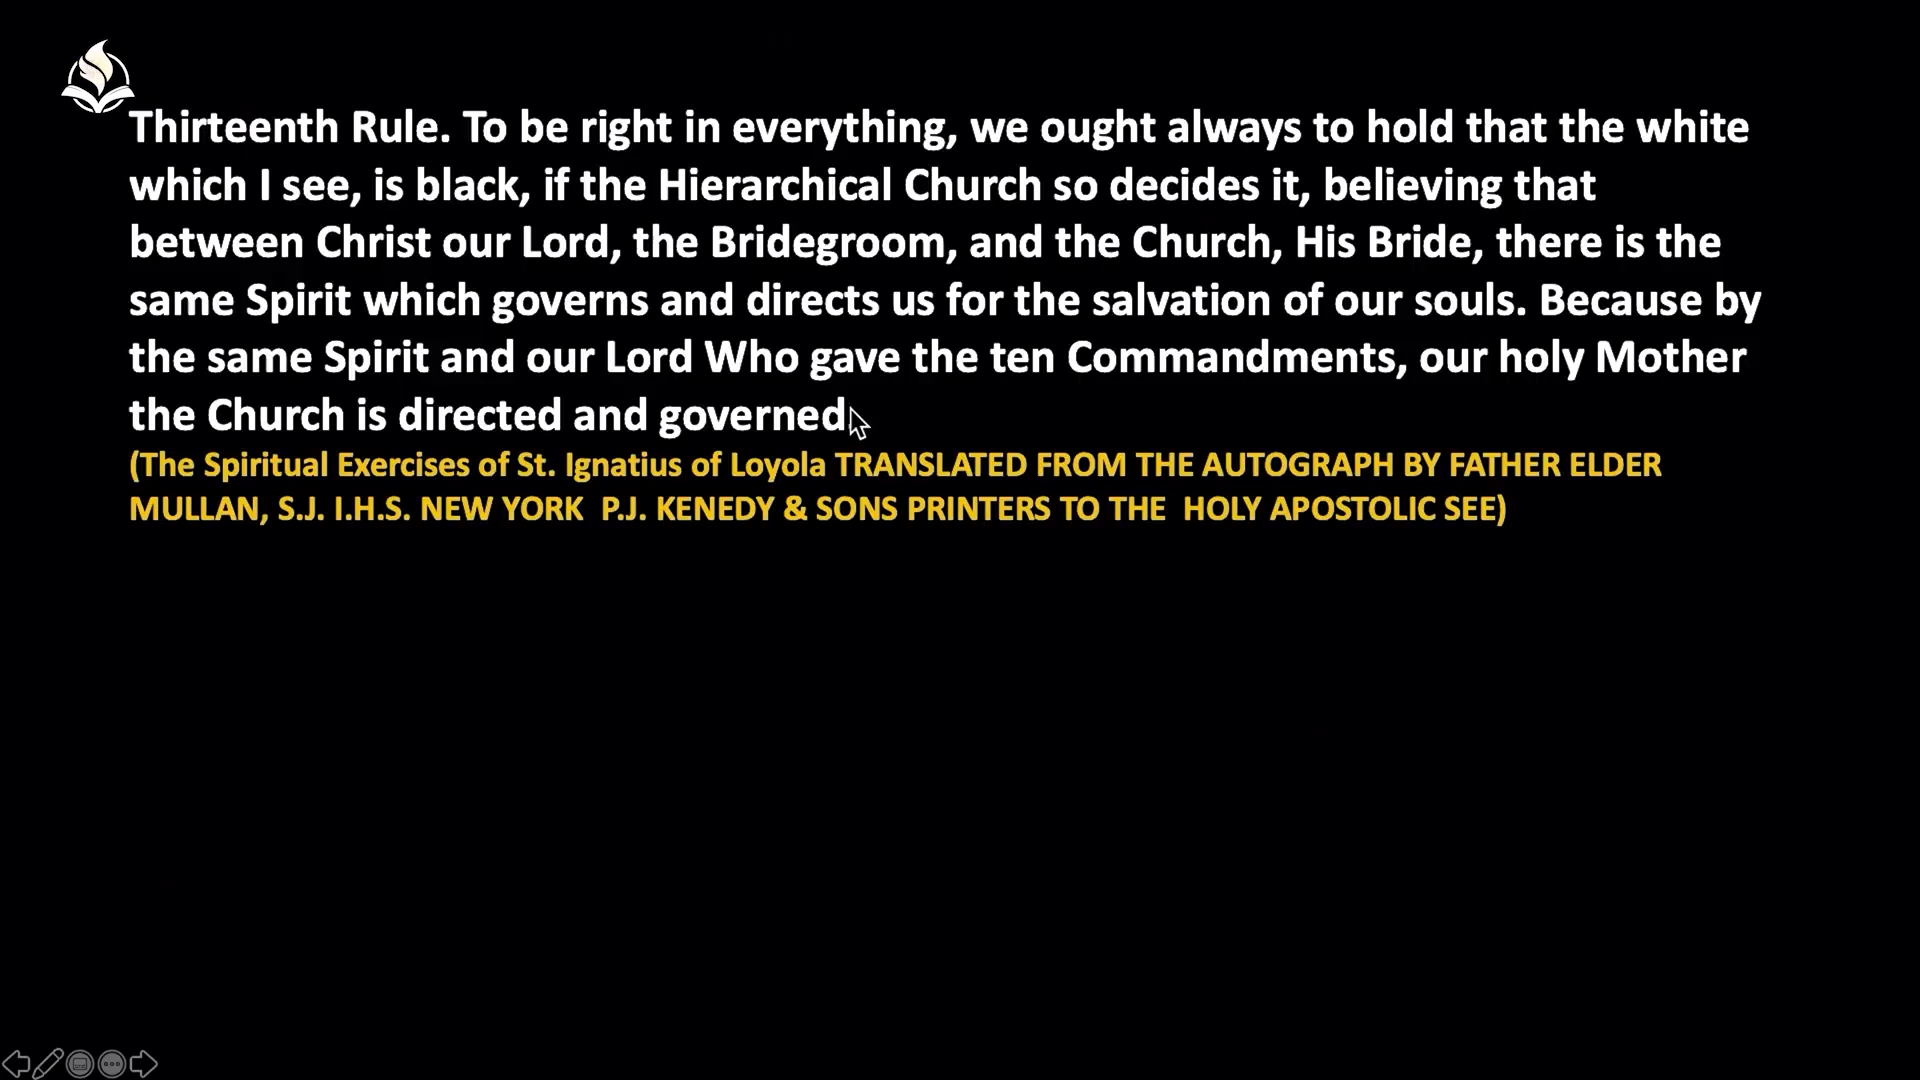 Thirteenth Rule. To be right in everything, we ought always to hold that the white
which I see, is black, if the Hierarchical Church so decides it, believing that
between Christ our Lord, the Bridegroom, and the Church, His Bride, there is the
same Spirit which governs and directs us for the salvation of our souls. Because by
the same Spirit and our Lord Who gave the ten Commandments, our holy Mother
the Church is directed and governed.
(The Spiritual Exercises of St. Ignatius of Loyola TRANSLATED FROM THE AUTOGRAPH BY FATHER ELDER
MULLAN, S.J. I.H.S. NEW YORK P.J. KENEDY & SONS PRINTERS TO THE HOLY APOSTOLIC SEE)